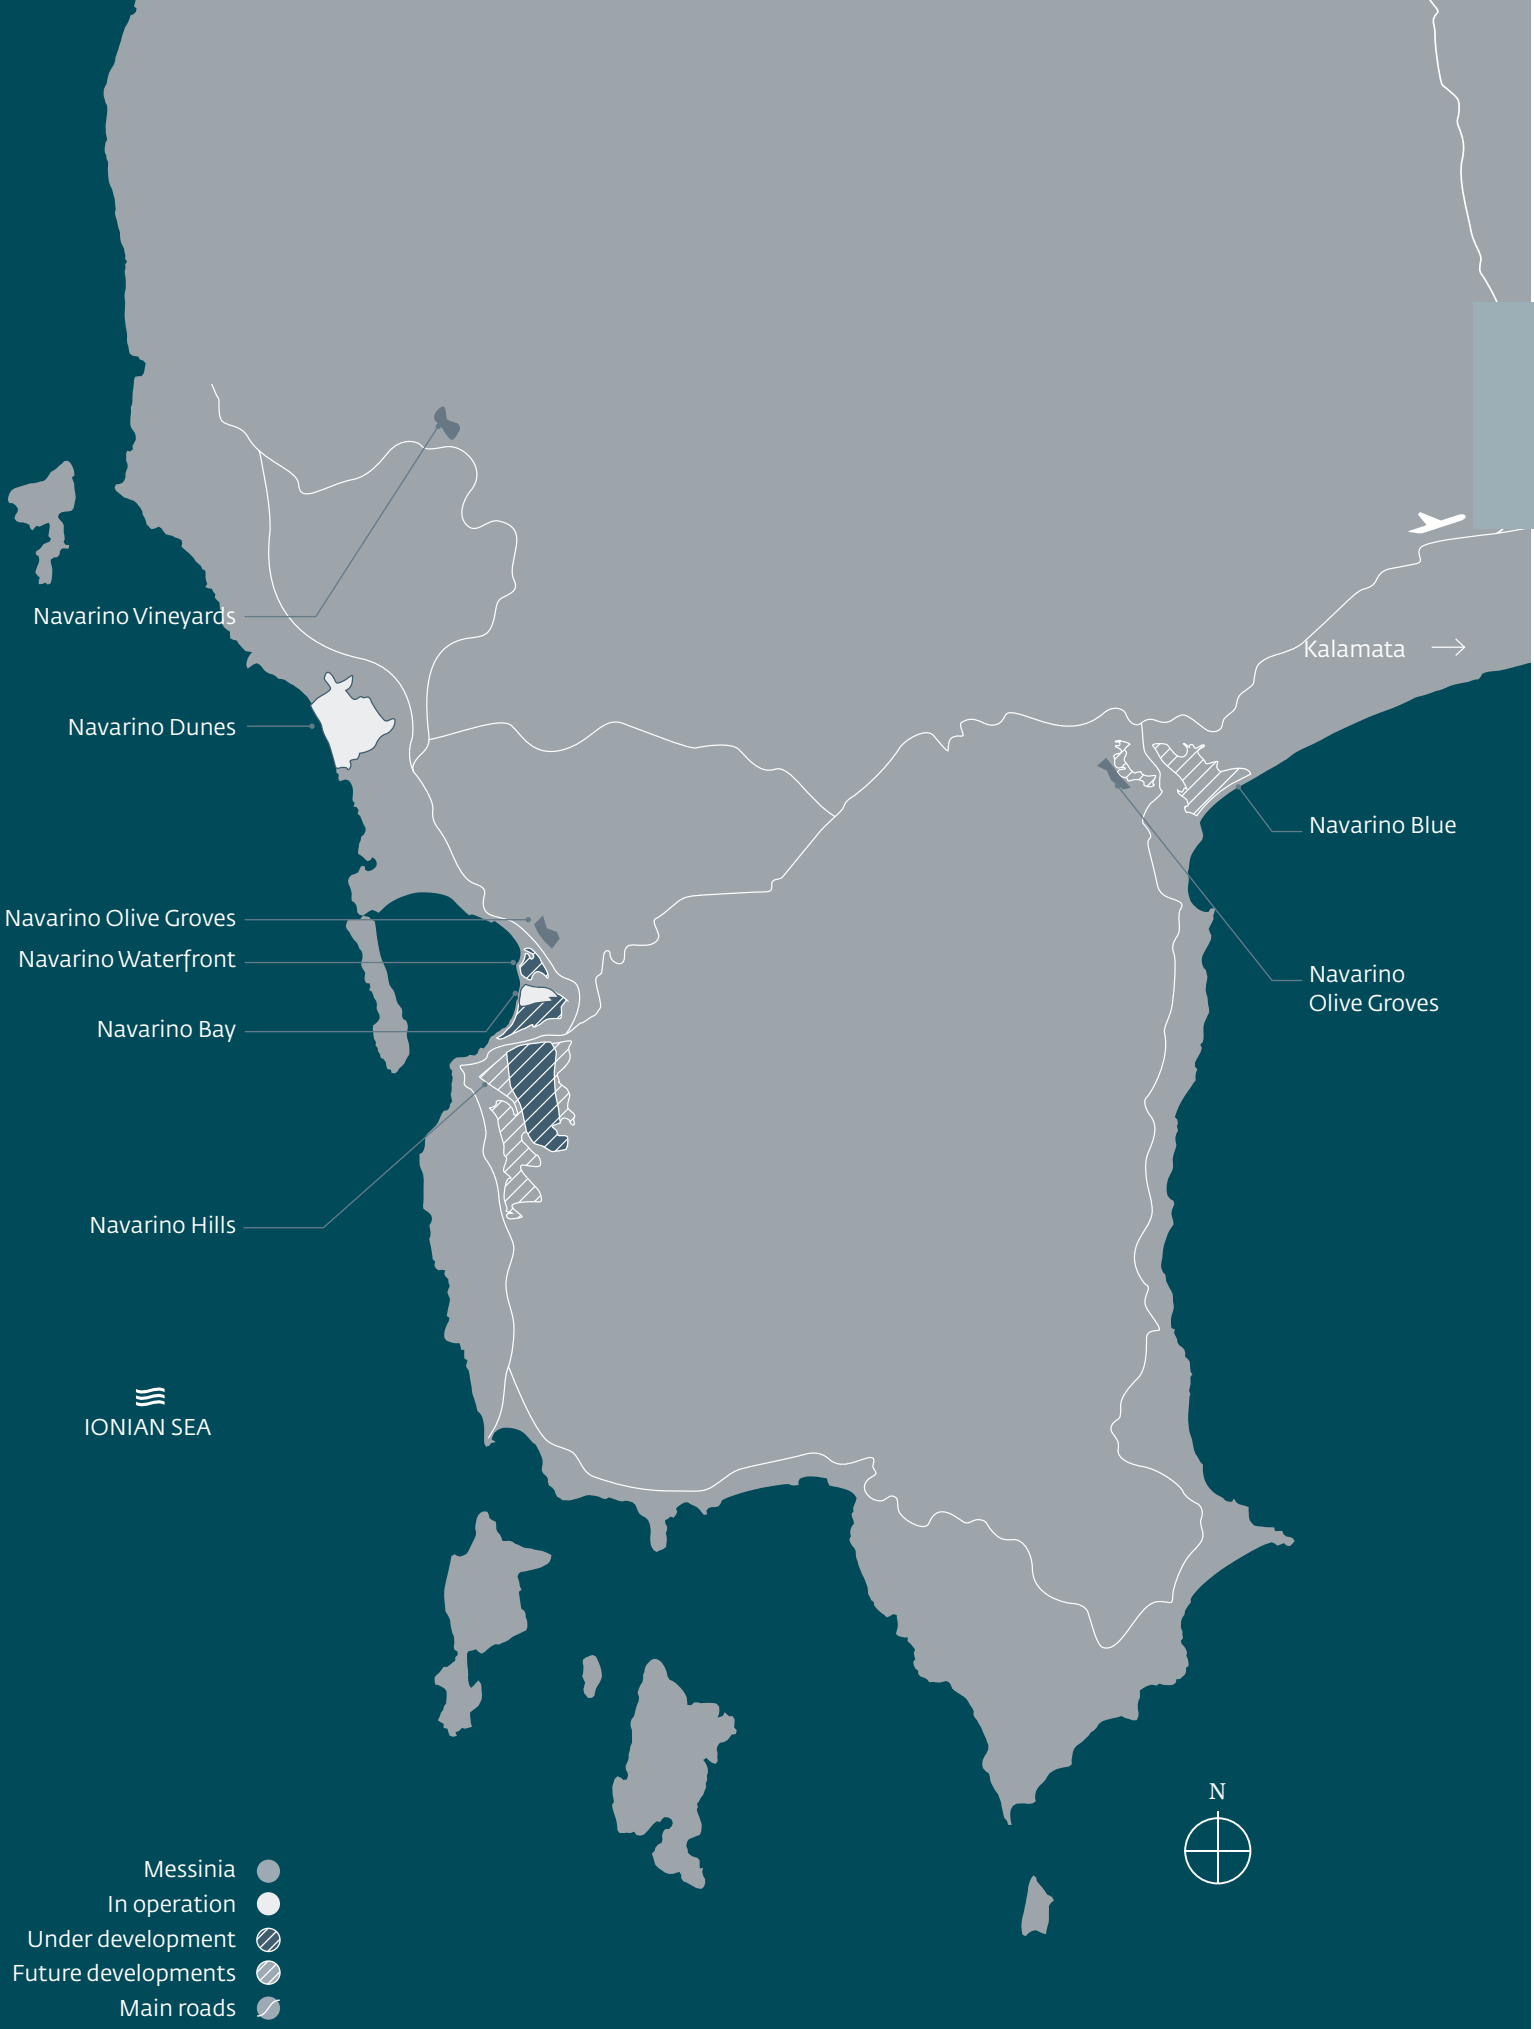 Navarino Vineyards
Kalamata
Navarino Dunes
Navarino Blue
Navarino Olive Groves
Navarino Waterfront
Navarino
Olive Groves
Navarino Bay
Navarino Hills
IONIAN SEA
N
Messinia
In operation
Under development
Future developments
Main roads